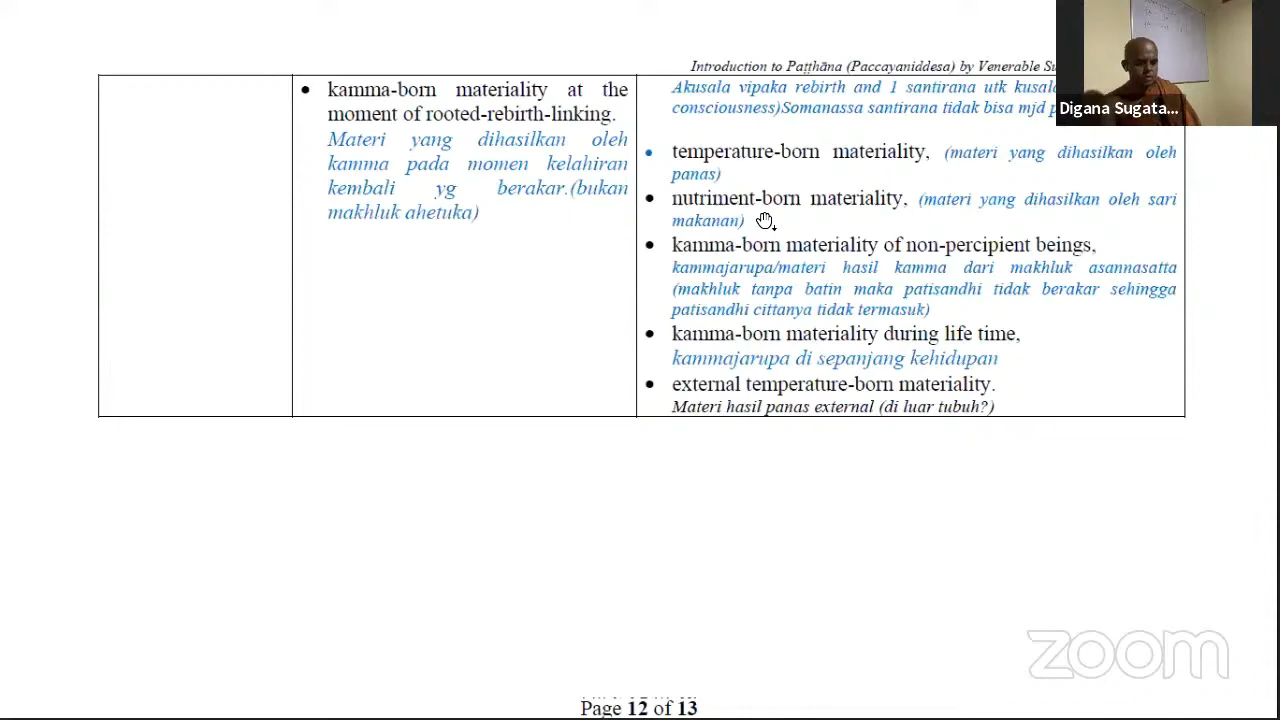 Introduction to Paṭṭhāna (Paccayaniddesa) by Venerable
• kamma-born materiality at the
moment of rooted-rebirth-linking.
Materi yang dihasilkan oleh
kamma pada momen kelahiran
kembali yg berakar.(bukan
makhluk ahetuka)
Akusala vipaka rebirth and 1 santirana utk
consciousness)Somanassa santirana tidak bisa mjd
• temperature-born materiality, (materi yang dihasilkan oleh
panas)
• nutriment-born materiality, (materi yang dihasilkan oleh sari
makanan)
• kamma-born materiality of non-percipient beings,
kammajarupa/materi hasil kamma dari makhluk asannasatta
(makhluk tanpa batin maka patisandhi tidak berakar sehingga
patisandhi cittanya tidak termasuk)
• kamma-born materiality during life time,
kammajarupa di sepanjang kehidupan
• external temperature-born materiality.
Materi hasil panas external (di luar tubuh?)
Digana Sugata...
zoom
Page 12 of 13